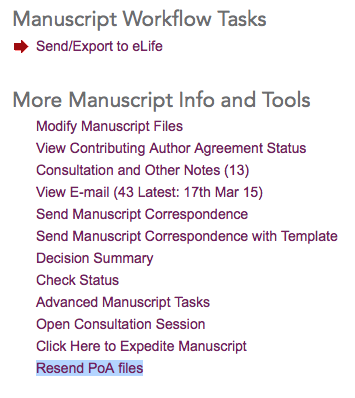 Manuscript Workflow Tasks
Send/Export to eLife
More Manuscript Info and Tools
Modify Manuscript Files
View Contributing Author Agreement Status
Consultation and Other Notes (13)
View E-mail (43 Latest: 17th Mar 15)
Send Manuscript Correspondence
Send Manuscript Correspondence with Template
Decision Summary
Check Status
Advanced Manuscript Tasks
Open Consultation Session
Click Here to Expedite Manuscript
Resend PoA files